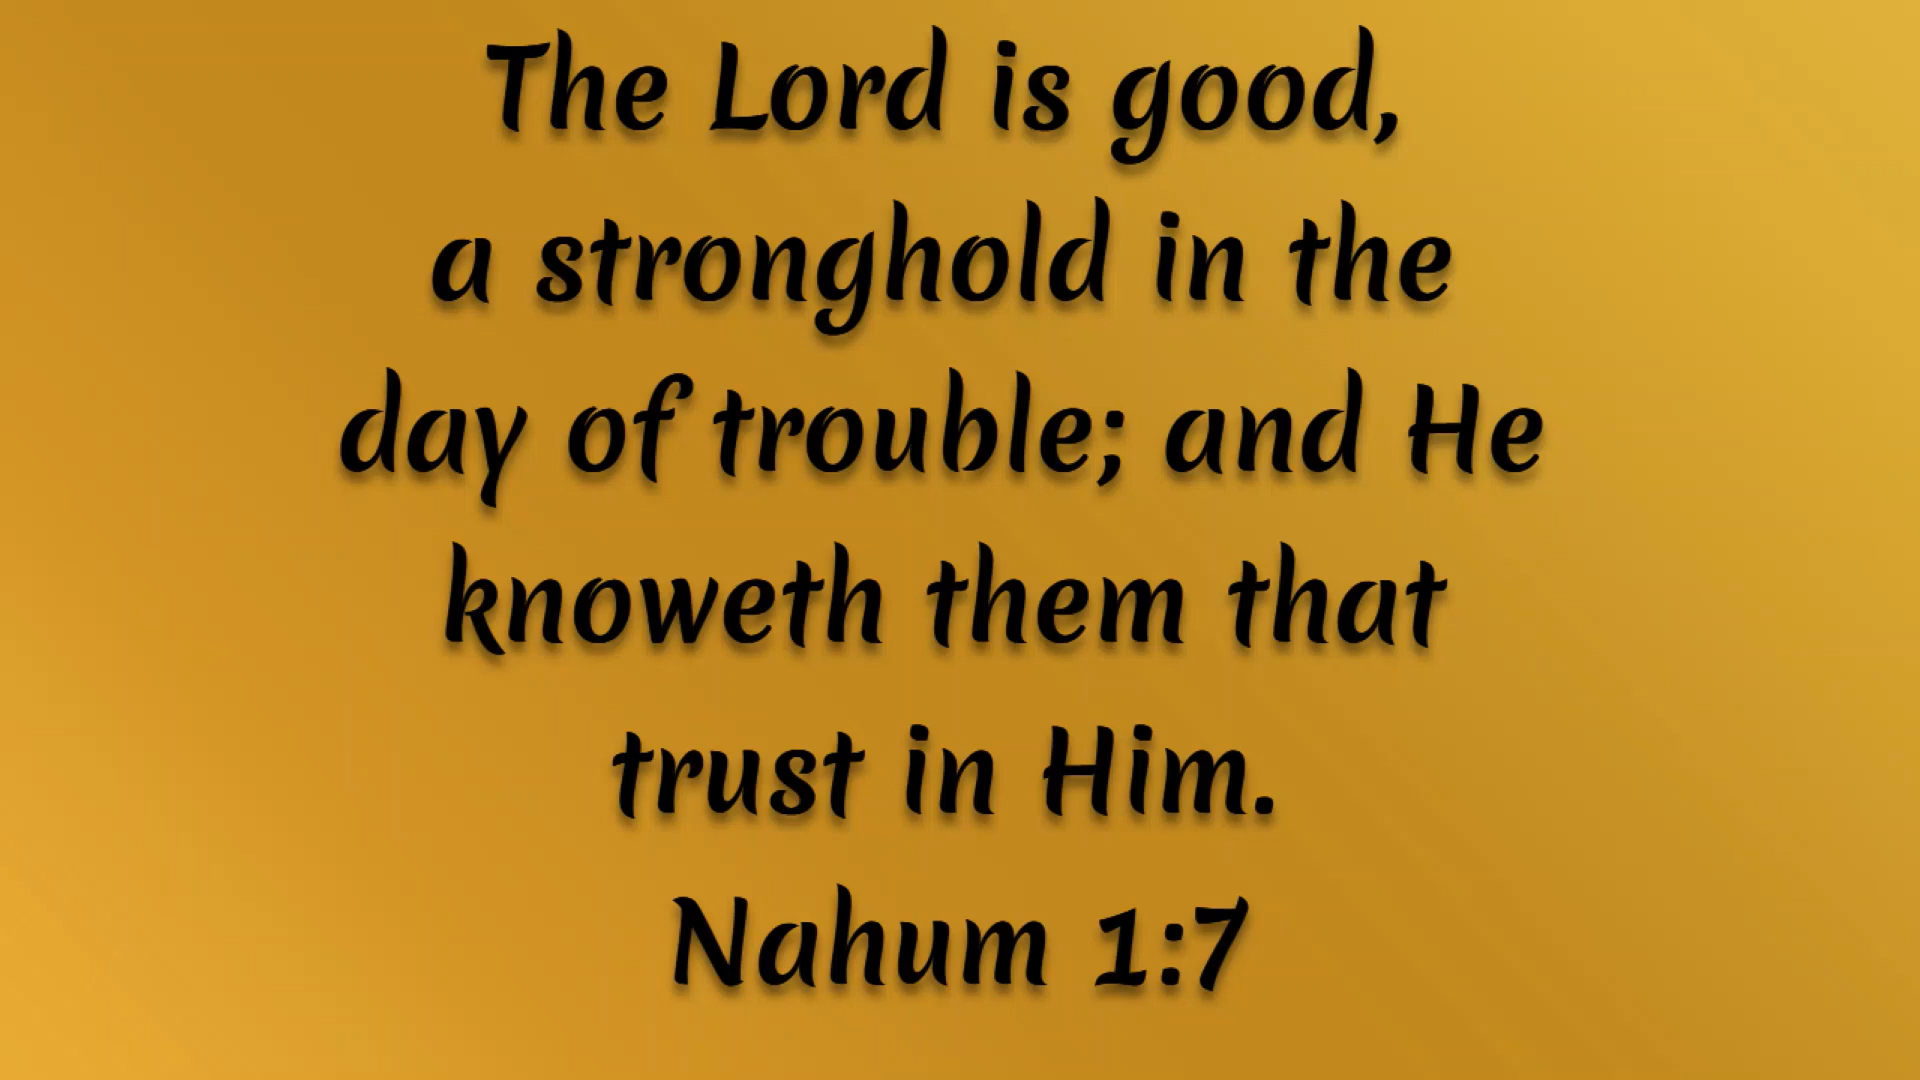 The Lord is good,
a stronghold in the
day of trouble; and He
knoweth them that
trust in Him.
Nahum 1:7